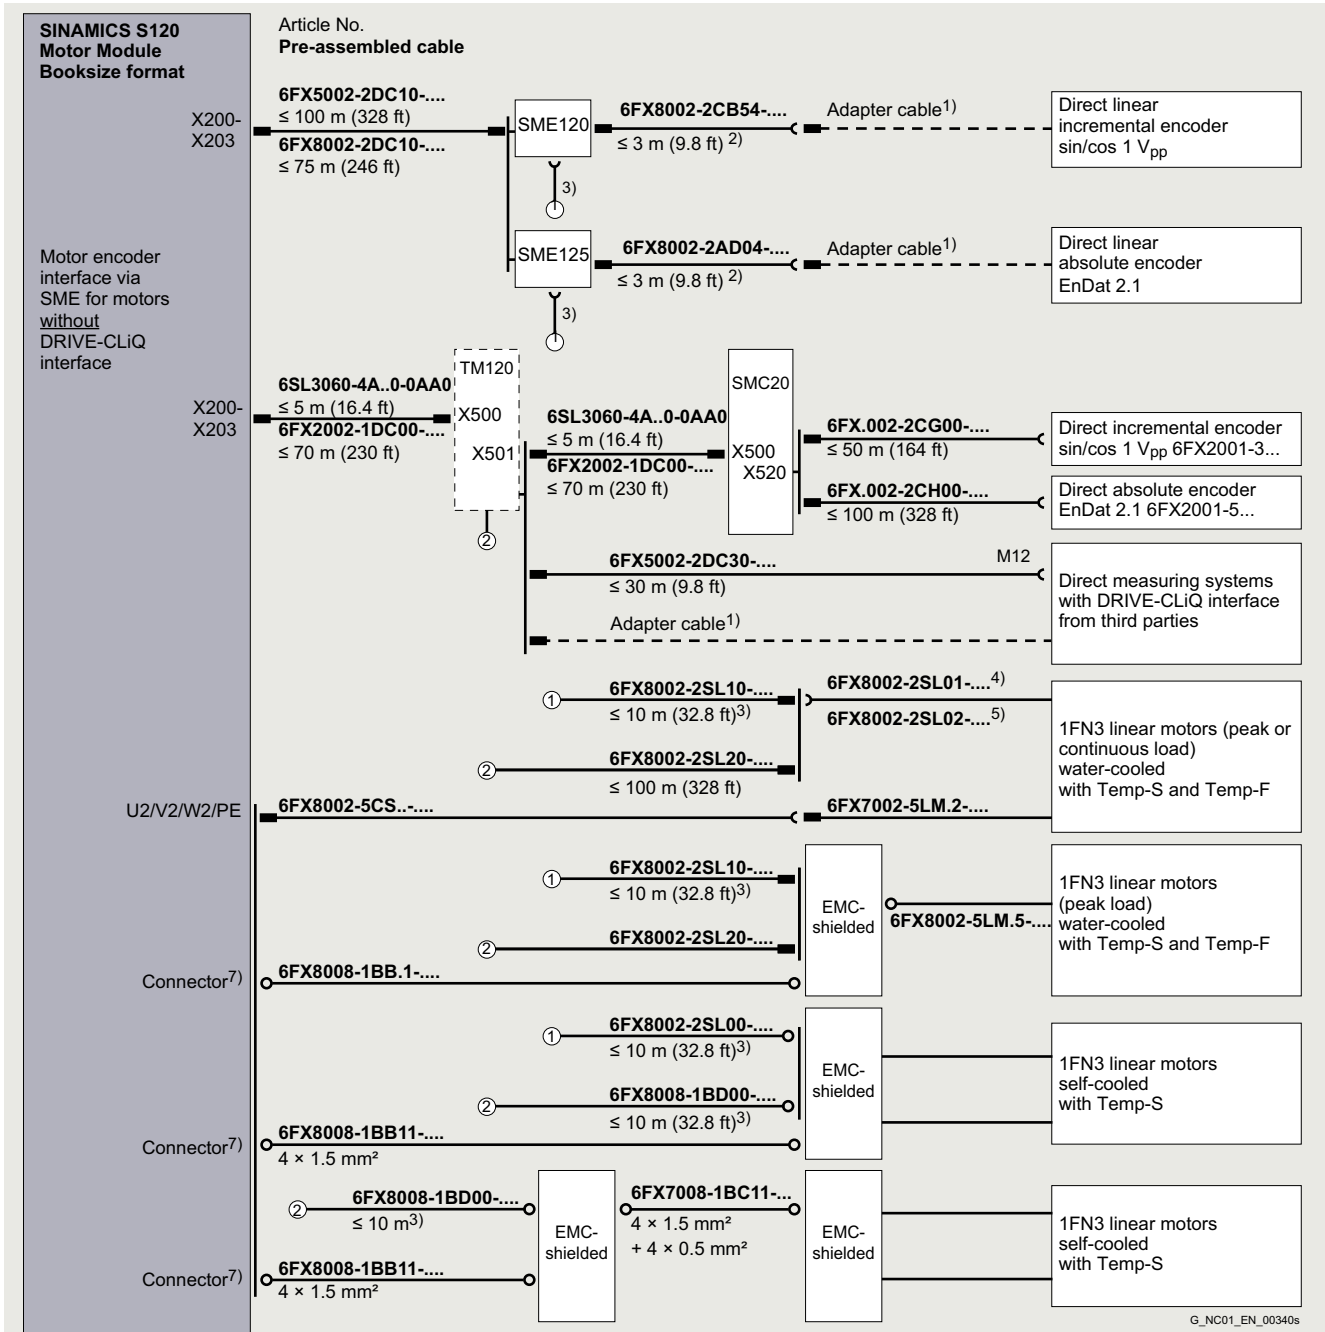 SINAMICS S120
Motor Module
Booksize format
Article No.
Pre-assembled cable
X200-
X203
6FX5002-2DC10-....
≤ 100 m (328 ft)
6FX8002-2DC10-....
≤ 75 m (246 ft)
SME120
6FX8002-2CB54-....
≤ 3 m (9.8 ft) 2)
Adapter cable1)
Direct linear
incremental encoder
sin/cos 1 Vpp
3)
1
Motor encoder
interface via
SME for motors
without
DRIVE-CLiQ
interface
SME125
6FX8002-2AD04-....
≤ 3 m (9.8 ft) 2)
Adapter cable1)
Direct linear
absolute encoder
EnDat 2.1
3)
1
X200-
X203
6SL3060-4A..0-0AA0
≤ 5 m (16.4 ft)
6FX2002-1DC00-....
≤ 70 m (230 ft)
TM120
X500
X501
②
6SL3060-4A..0-0AA0
≤ 5 m (16.4 ft)
6FX2002-1DC00-....
≤ 70 m (230 ft)
SMC20
X500
X520
6FX.002-2CG00-....
≤ 50 m (164 ft)
Direct incremental encoder
sin/cos 1 Vpp 6FX2001-3...
6FX.002-2CH00-....
≤ 100 m (328 ft)
Direct absolute encoder
EnDat 2.1 6FX2001-5...
6FX5002-2DC30-....
≤ 30 m (9.8 ft)
M12
Adapter cable1)
Direct measuring systems
with DRIVE-CLiQ interface
from third parties
①
6FX8002-2SL10-....
≤ 10 m (32.8 ft)3)
6FX8002-2SL01-....4)
6FX8002-2SL02-....5)
②
6FX8002-2SL20-....
≤ 100 m (328 ft)
1FN3 linear motors (peak or
continuous load)
water-cooled
with Temp-S and Temp-F
U2/V2/W2/PE
6FX8002-5CS..-....
6FX7002-5LM.2-....
①
6FX8002-2SL10-....
≤ 10 m (32.8 ft)3)
②
6FX8002-2SL20-....
EMC-
shielded
6FX8002-5LM.5-....
1FN3 linear motors
(peak load)
water-cooled
with Temp-S and Temp-F
Connector7)
6FX8008-1BB.1-....
①
6FX8002-2SL00-....
≤ 10 m (32.8 ft)3)
②
6FX8008-1BD00-....
≤ 10 m (32.8 ft)3)
EMC-
shielded
1FN3 linear motors
self-cooled
with Temp-S
Connector7)
6FX8008-1BB11-....
4 × 1.5 mm²
②
6FX8008-1BD00-....
≤ 10 m3)
EMC-
shielded
6FX7008-1BC11-...
4 × 1.5 mm²
+ 4 × 0.5 mm²
EMC-
shielded
1FN3 linear motors
self-cooled
with Temp-S
Connector7)
6FX8008-1BB11-....
4 × 1.5 mm²
G_NC01_EN_00340s